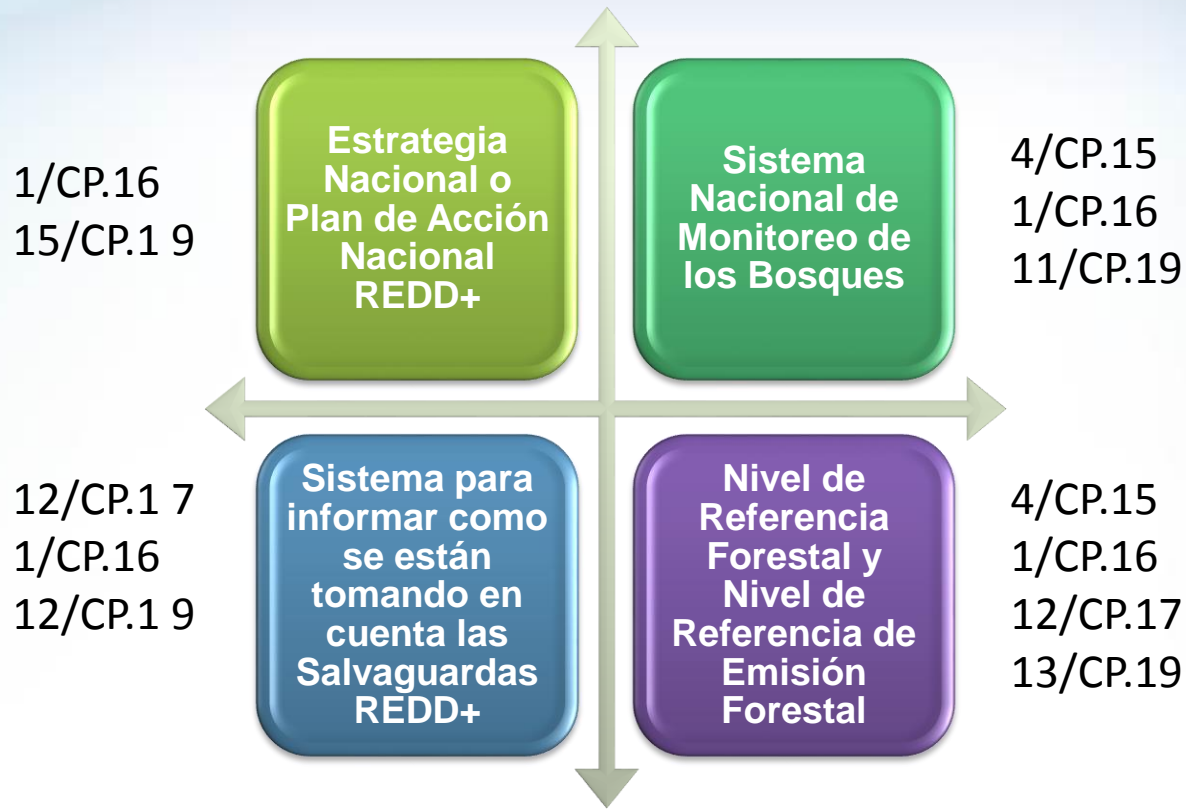 1/CP.16
15/CP.1 9
Estrategia
Nacional o
Plan de Acción
Nacional
REDD+
Sistema
Nacional de
Monitoreo de
los Bosques
4/CP.15
1/CP.16
11/CP.19
12/CP.1 7
1/CP.16
12/CP.1 9
Sistema para
informar como
se están
tomando en
cuenta las
Salvaguardas
REDD+
Nivel de
Referencia
Forestal y
Nivel de
Referencia de
Emisión
Forestal
4/CP.15
1/CP.16
12/CP.17
13/CP.19